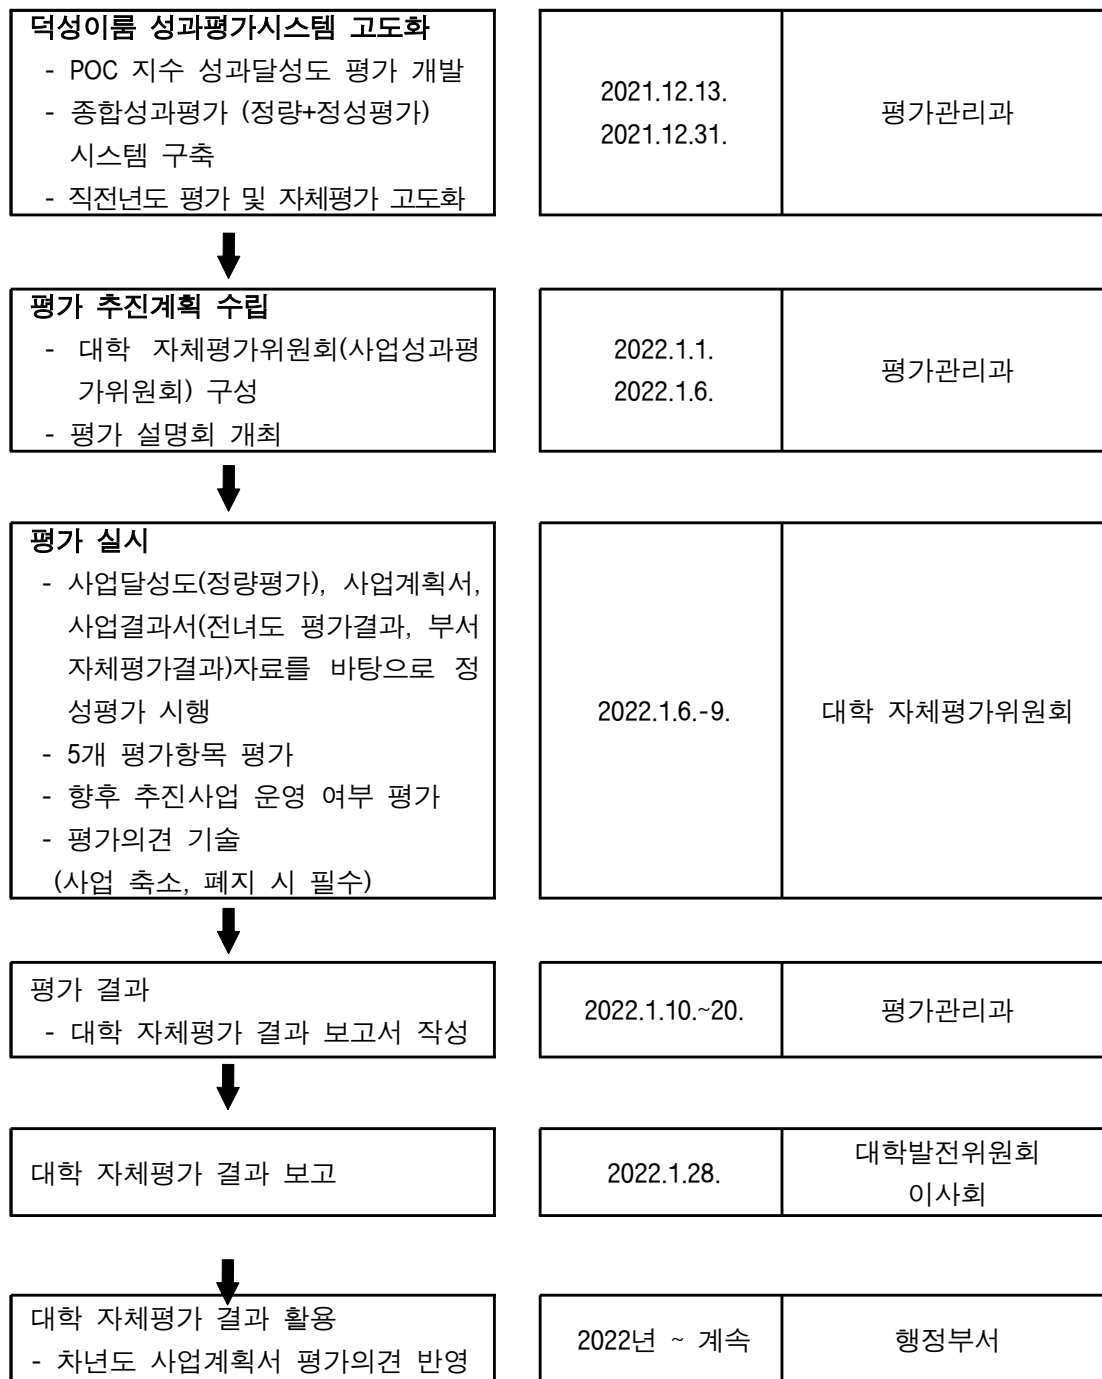 덕성이룸 성과평가시스템 고도화
- POC 지수 성과달성도 평가 개발
- 종합성과평가 (정량+정성평가)
시스템 구축
- 직전년도 평가 및 자체평가 고도화
2021.12.13.
2021.12.31.
평가관리과
평가 추진계획 수립
- 대학 자체평가위원회(사업성과평
가위원회) 구성
- 평가 설명회 개최
2022.1.1.
2022.1.6.
평가관리과
평가 실시
- 사업달성도(정량평가), 사업계획서,
사업결과서(전녀도 평가결과, 부서
자체평가결과)자료를 바탕으로 정
성평가 시행
- 5개 평가항목 평가
- 향후 추진사업 운영 여부 평가
- 평가의견 기술
(사업 축소, 폐지 시 필수)
2022.1.6.-9.
대학 자체평가위원회
평가 결과
- 대학 자체평가 결과 보고서 작성
2022.1.10.~20.
평가관리과
대학 자체평가 결과 보고
2022.1.28.
대학발전위원회
이사회
대학 자체평가 결과 활용
- 차년도 사업계획서 평가의견 반영
2022년 ~ 계속
행정부서